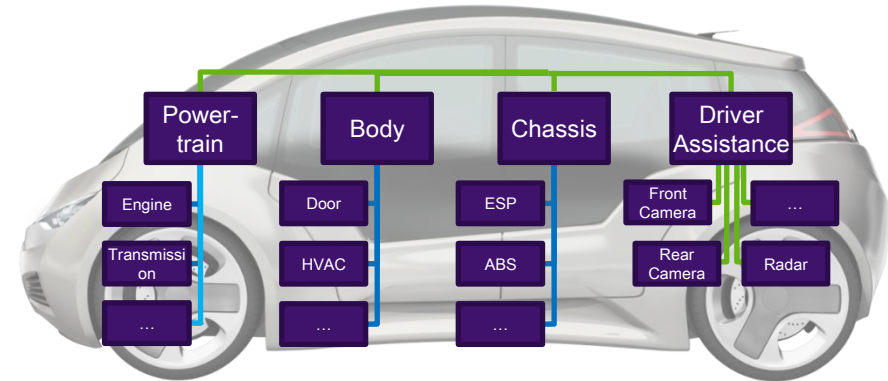 Power-
train
Body
Chassis
Driver
Assistance
Engine
Door
ESP
Front
Camera
…
Transmissi
on
HVAC
ABS
Rear
Camera
Radar
…
…
…